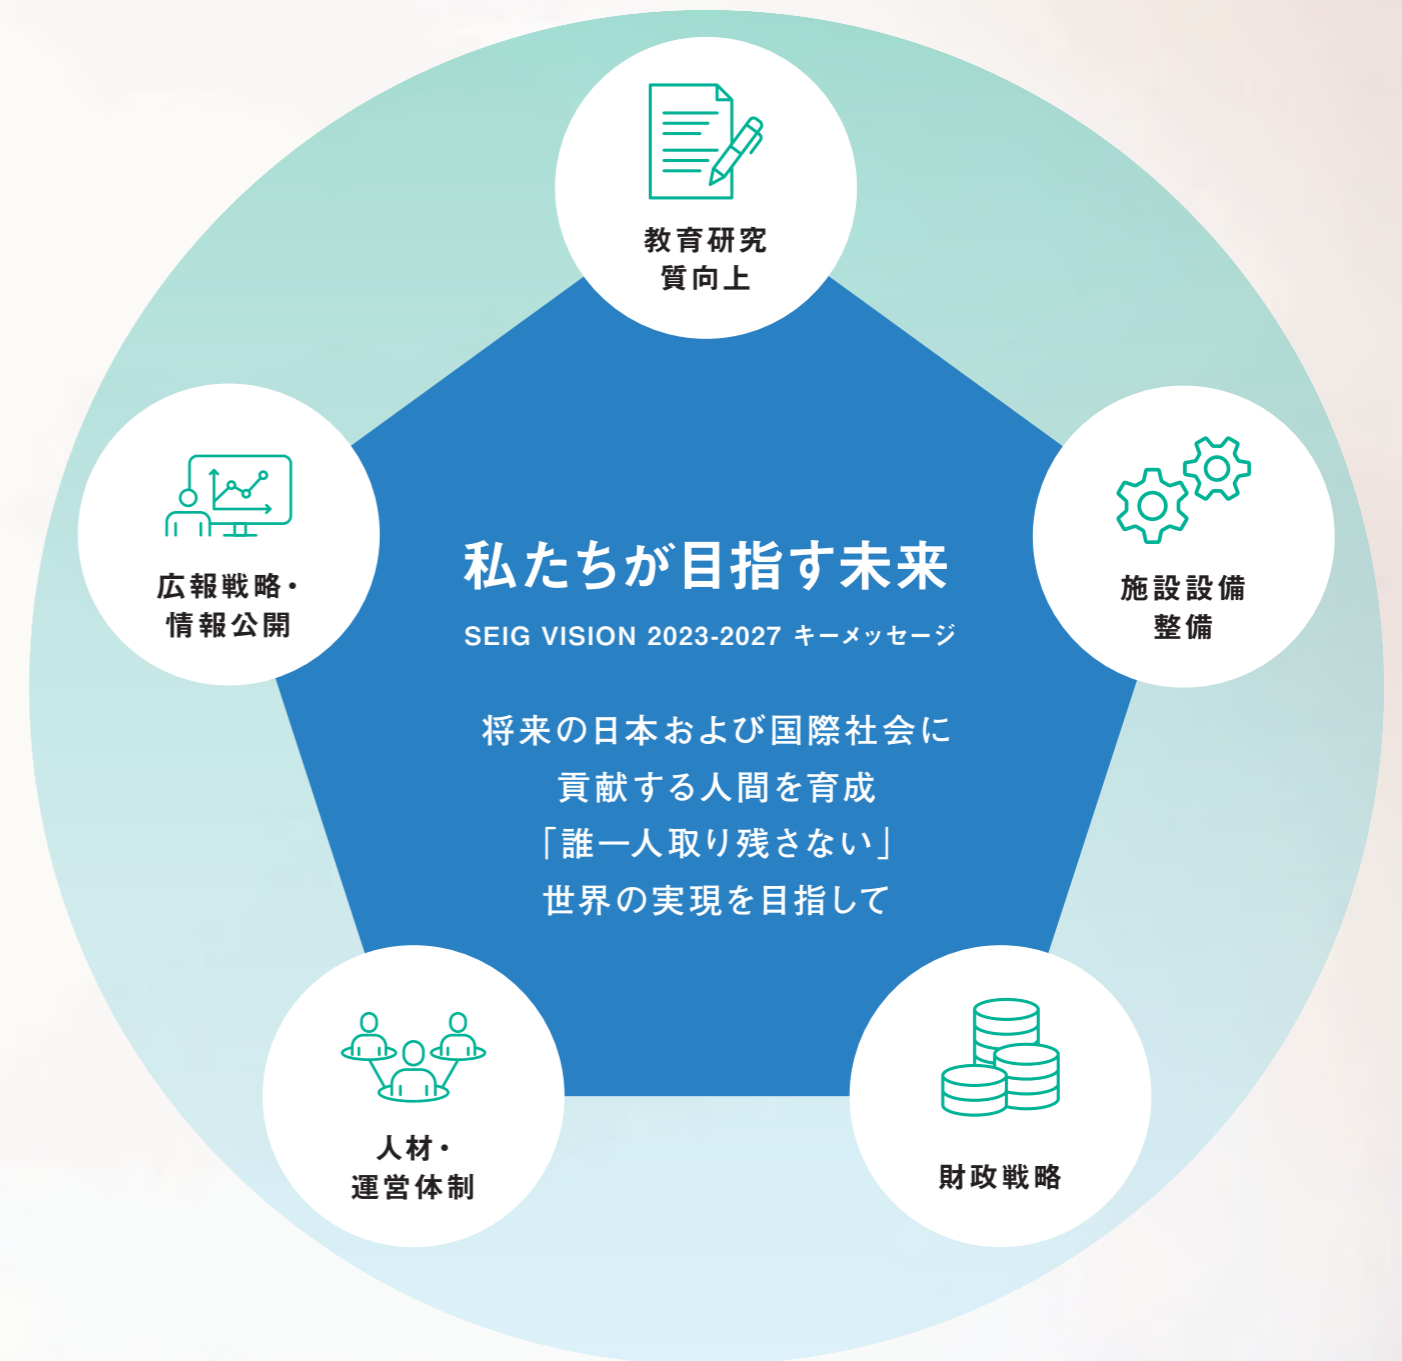 教育研究
質向上
広報戦略・
情報公開
施設設備
整備
私たちが目指す未来
SEIG VISION 2023-2027 キーメッセージ
将来の日本および国際社会に
貢献する人間を育成
「誰一人取り残さない」
世界の実現を目指して
人材・
運営体制
財政戦略